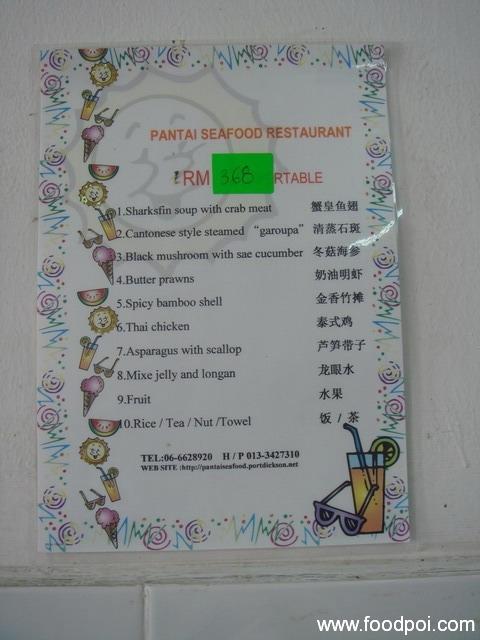 PANTAI SEAFOOD RESTAURANT
RM 368 RTABLE
1.Sharksfin soup with crab meat 蟹皇鱼翅
2.Cantonese style steamed “garoupa” 清蒸石斑
3.Black mushroom with sae cucumber 冬菇海参
4.Butter prawns 奶油明虾
5.Spicy bamboo shell 金香竹摊
6.Thai chicken 泰式鸡
7.Asparagus with scallop 芦笋带子
8.Mixe jelly and longan 龙眼水
9.Fruit 水果
10.Rice / Tea / Nut /Towel 饭 / 茶
TEL:06-6628920 H / P 013-3427310
WEB SITE :http://pantaiseafood.portdickson.net
www.foodpoi.com